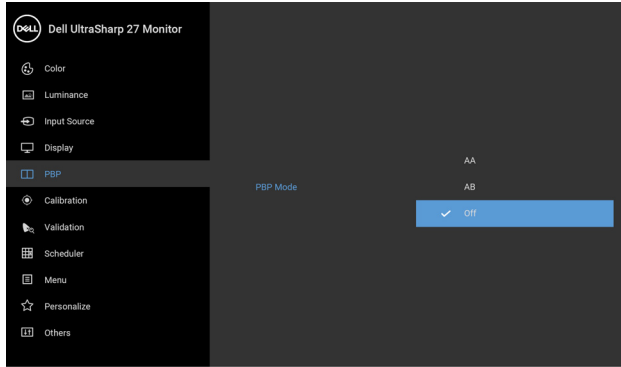 DELL Dell UltraSharp 27 Monitor
Color
Luminance
Input Source
Display
PBP
Calibration
Validation
Scheduler
Menu
Personalize
Others
PBP Mode
AA
AB
Off